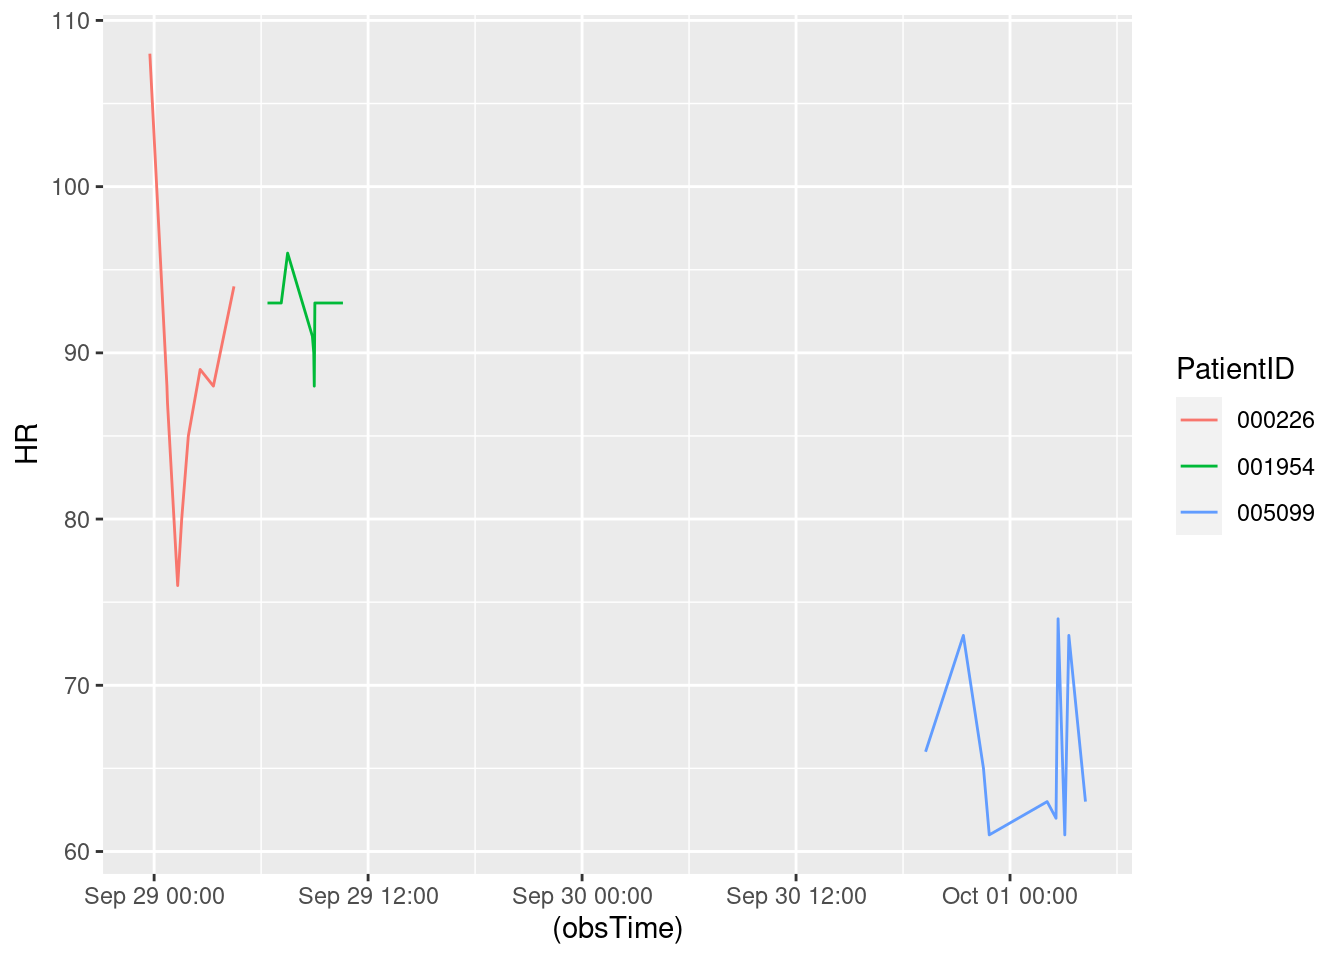 110
100
90
80
70
60
HR
Sep 29 00:00
Sep 29 12:00
Sep 30 00:00
Sep 30 12:00
Oct 01 00:00
(obsTime)
PatientID
000226
001954
005099